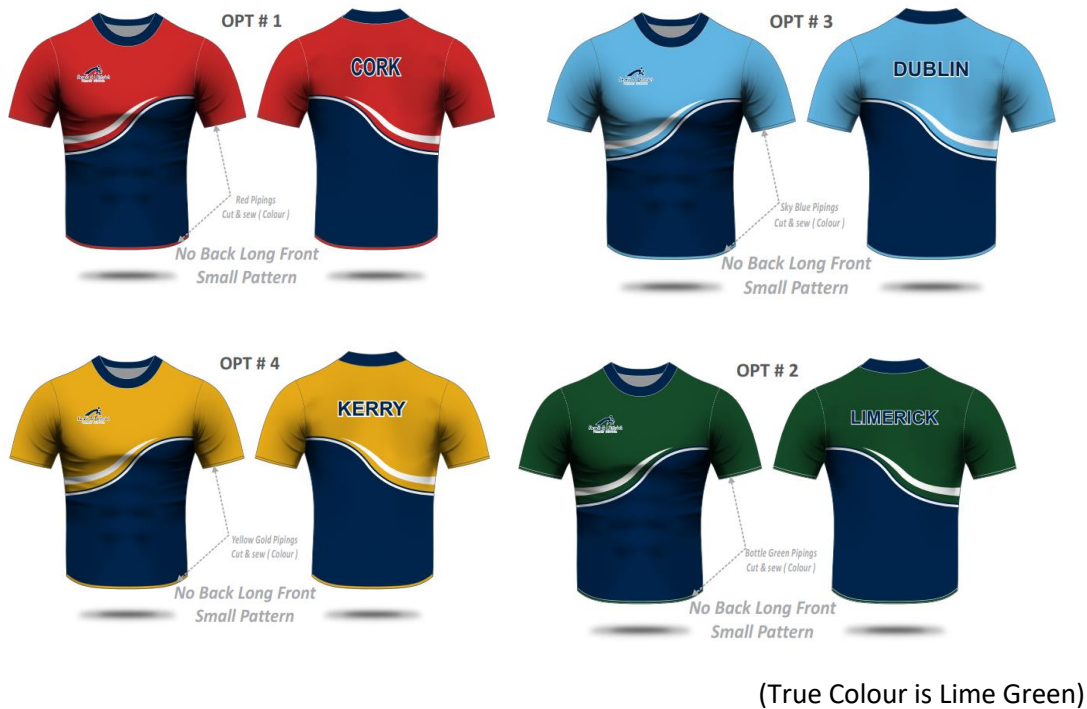 OPT # 1
CORK
Red Pipings
Cut & sew ( Colour )
No Back Long Front
Small Pattern
OPT # 3
DUBLIN
Sky Blue Pipings
Cut & sew ( Colour )
No Back Long Front
Small Pattern
OPT # 4
KERRY
Yellow Gold Pipings
Cut & sew ( Colour )
No Back Long Front
Small Pattern
OPT # 2
LIMERICK
Bottle Green Pipings
Cut & sew ( Colour )
No Back Long Front
Small Pattern
(True Colour is Lime Green)